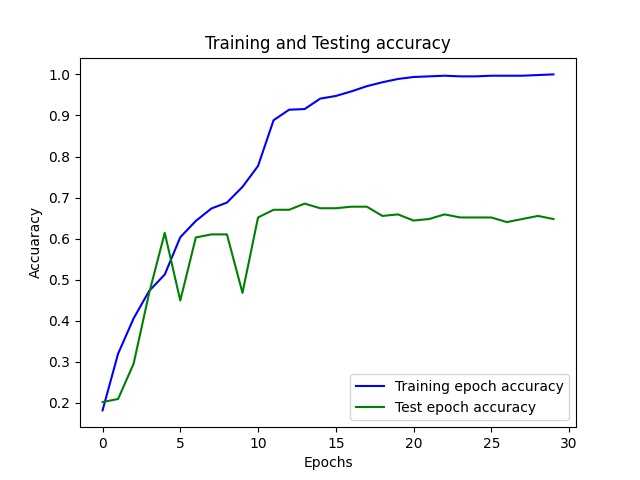 Training and Testing accuracy
1.0
0.9
0.8
0.7
0.6
0.5
0.4
0.3
0.2
Accuaracy
Training epoch accuracy
Test epoch accuracy
0 5 10 15 20 25 30
Epochs